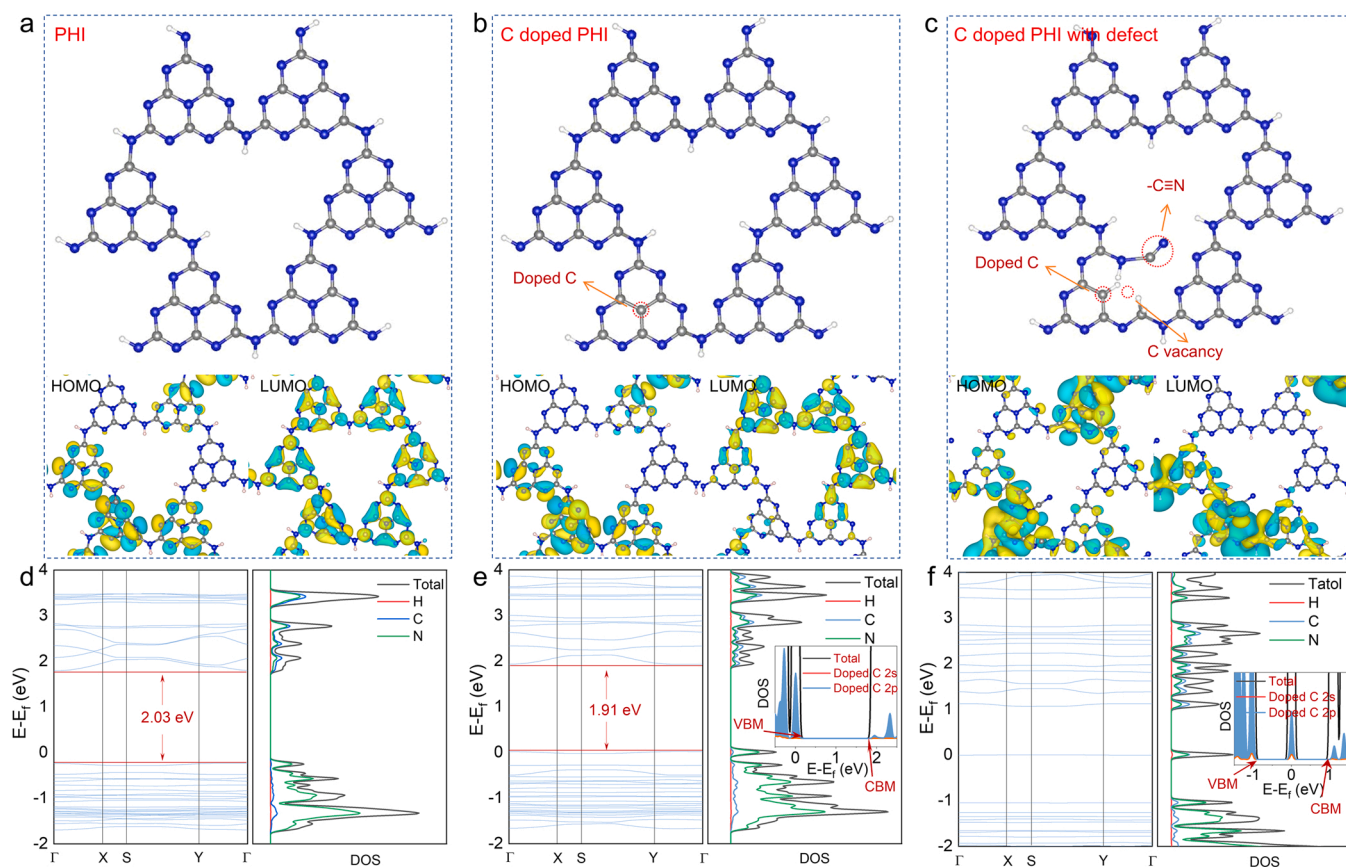 a PHI
b C doped PHI
c C doped PHI with defect
Doped C
-C≡N
Doped C
C vacancy
HOMO LUMO
HOMO LUMO
HOMO LUMO
d
E-Ef (eV)
4
3
2
1
0
-1
-2
2.03 eV
Γ X S Y Γ
Total
H
C
N
DOS
e
E-Ef (eV)
4
3
2
1
0
-1
-2
1.91 eV
Γ X S Y Γ
Total
H
C
N
DOS
DOS
Total
Doped C 2s
Doped C 2p
VBM
0 2
E-Ef (eV)
CBM
f
E-Ef (eV)
4
3
2
1
0
-1
-2
Γ X S Y Γ
Tatol
H
C
N
DOS
DOS
Total
Doped C 2s
Doped C 2p
VBM
CBM
-1 0 1
E-Ef (eV)